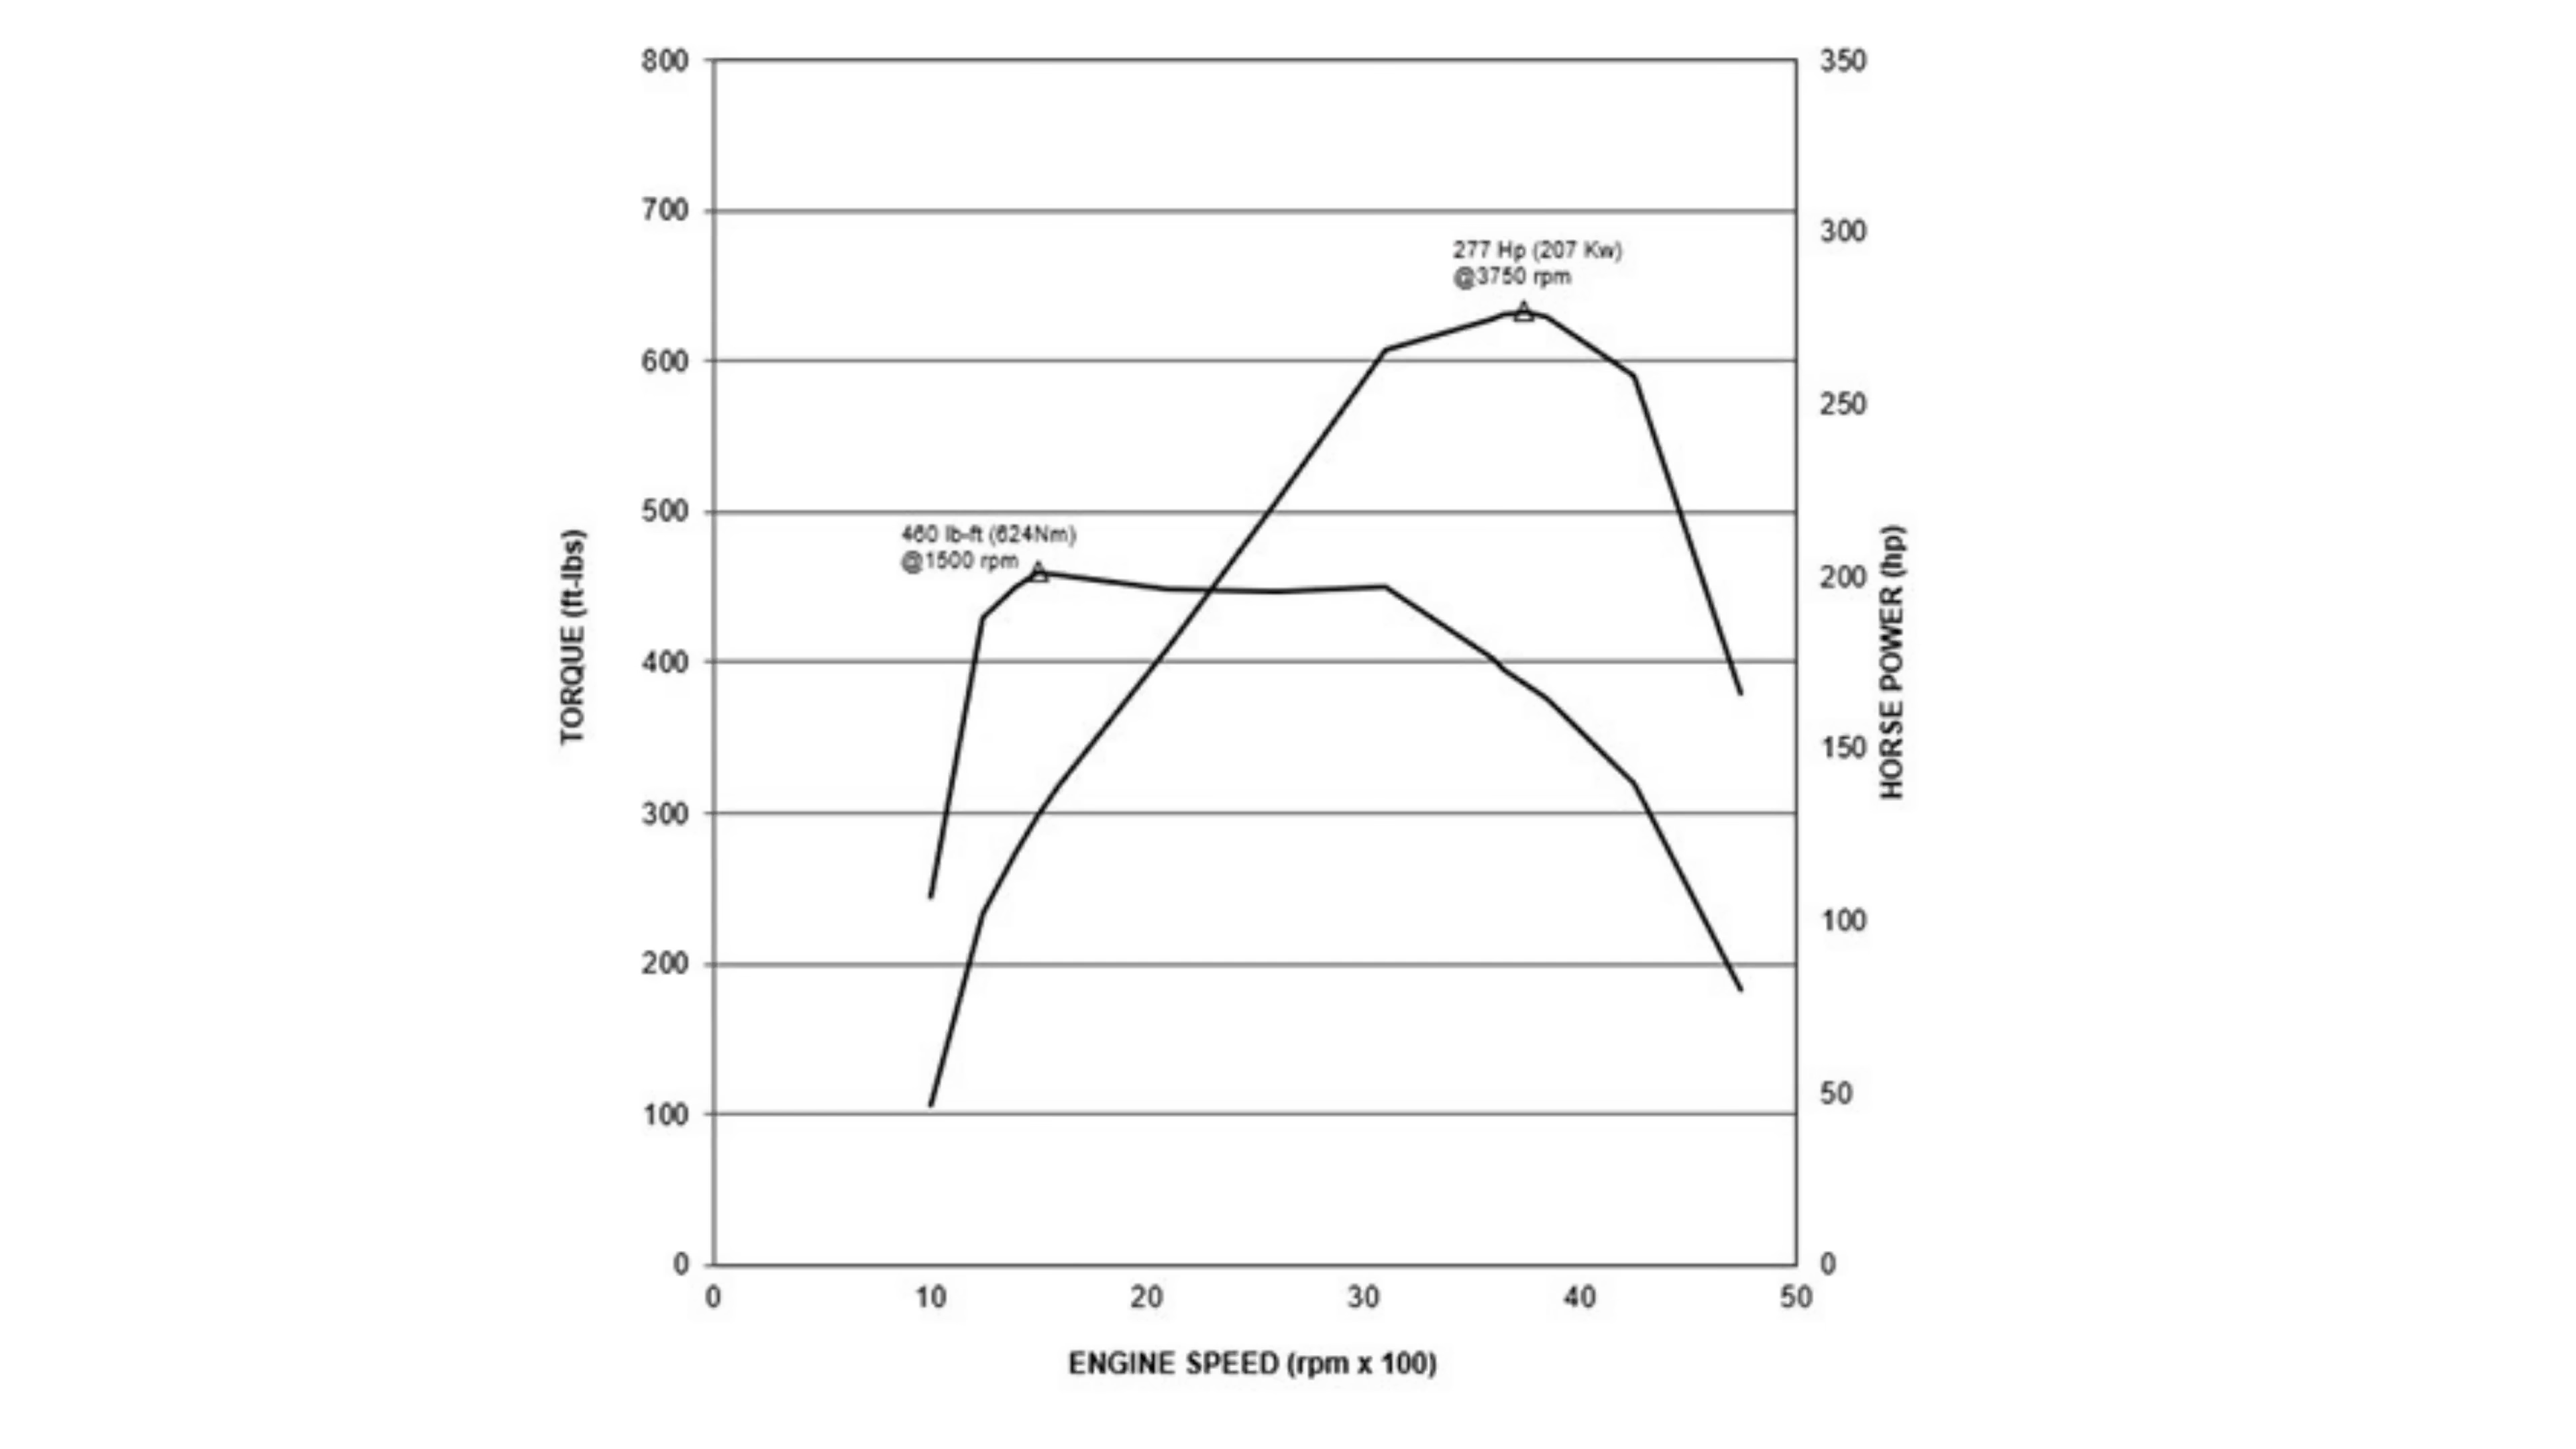 800
700
600
500
400
300
200
100
0
TORQUE (ft-lbs)
350
300
250
200
150
100
50
0
HORSE POWER (hp)
277 Hp (207 Kw)
@3750 rpm
460 lb-ft (624Nm)
@1500 rpm
0 10 20 30 40 50
ENGINE SPEED (rpm x 100)